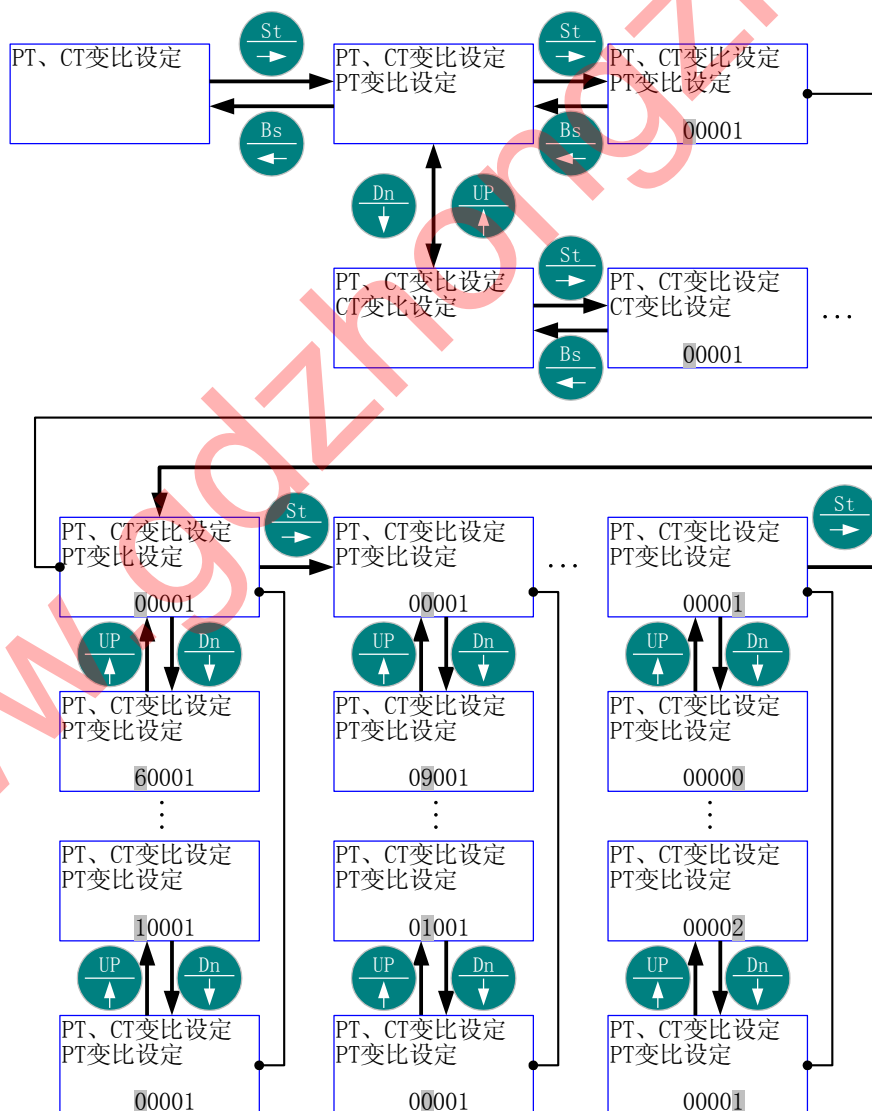 St
St
PT、CT变比设定
PT、CT变比设定
PT变比设定
PT、CT变比设定
PT变比设定
00001
Bs
Bs
Dn
UP
PT、CT变比设定
CT变比设定
St
PT、CT变比设定
CT变比设定
00001
...
Bs
St
St
PT、CT变比设定
PT变比设定
00001
PT、CT变比设定
PT变比设定
00001
...
PT、CT变比设定
PT变比设定
00001
UP
Dn
UP
Dn
UP
Dn
PT、CT变比设定
PT变比设定
60001
PT、CT变比设定
PT变比设定
09001
PT、CT变比设定
PT变比设定
00000
...
...
...
PT、CT变比设定
PT变比设定
10001
PT、CT变比设定
PT变比设定
01001
PT、CT变比设定
PT变比设定
00002
UP
Dn
UP
Dn
UP
Dn
PT、CT变比设定
PT变比设定
00001
PT、CT变比设定
PT变比设定
00001
PT、CT变比设定
PT变比设定
00001
w.gdzhongz